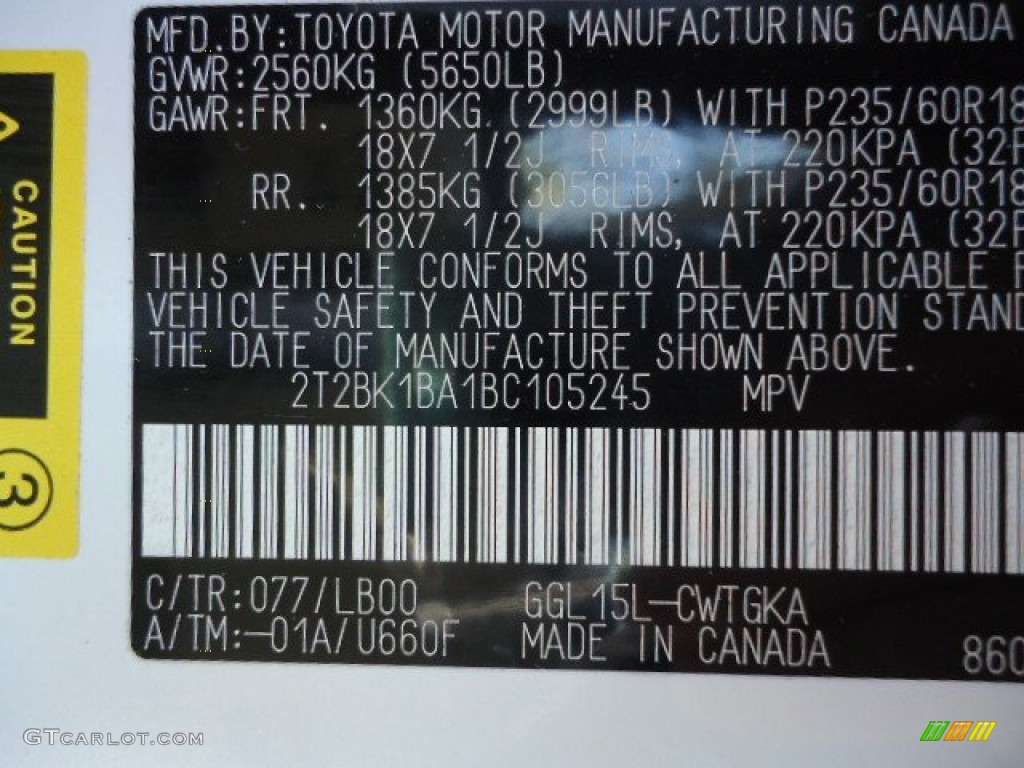 MFD.BY:TOYOTA MOTOR MANUFACTURING CANADA
GVWR:2560KG (5650LB)
GAWR:FRT. 1360KG (2999LB) WITH P235/60R18
18X7 1/2J RIMS, AT 220KPA (32P
RR. 1385KG (3056LB) WITH P235/60R18
18X7 1/2J RIMS, AT 220KPA (32P
THIS VEHICLE CONFORMS TO ALL APPLICABLE F
VEHICLE SAFETY AND THEFT PREVENTION STAND
THE DATE OF MANUFACTURE SHOWN ABOVE.
2T2BK1BA1BC105245 MPV
C/TR:077/LB00 GGL15L-CWTGKA
A/TM:-01A/U660F MADE IN CANADA 860
CAUTION
3
GTCARLOT.COM